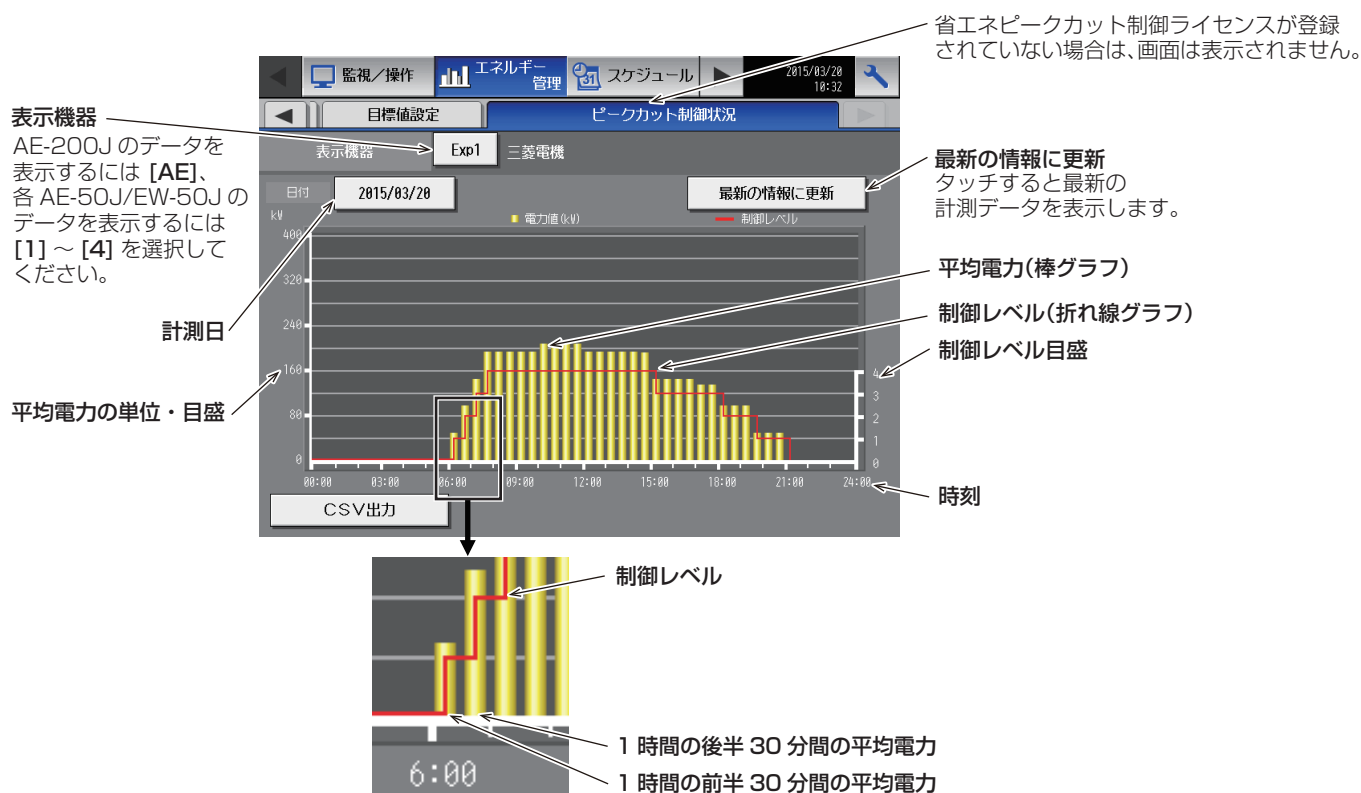 省エネピークカット制御ライセンスが登録
されていない場合は、画面は表示されません。
監視／操作
エネルギー
管理
31
スケジュール
2015/03/20
10:32
目標値設定
ピークカット制御状況
表示機器
Exp1
三菱電機
日付
2015/03/20
最新の情報に更新
kW
電力値(kW)
制御レベル
400
320
240
160
80
0
4
3
2
1
0
00:00
03:00
06:00
09:00
12:00
15:00
18:00
21:00
24:00
CSV出力
表示機器
AE-200J のデータを
表示するには [AE]、
各 AE-50J/EW-50J の
データを表示するには
[1] ～ [4] を選択して
ください。
計測日
平均電力の単位・目盛
最新の情報に更新
タッチすると最新の
計測データを表示します。
平均電力(棒グラフ)
制御レベル(折れ線グラフ)
制御レベル目盛
時刻
制御レベル
1 時間の後半 30 分間の平均電力
1 時間の前半 30 分間の平均電力
6:00